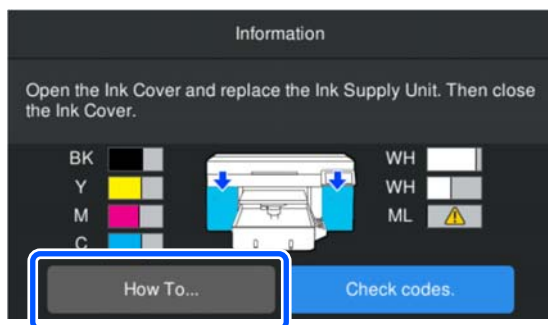 Information
Open the Ink Cover and replace the Ink Supply Unit. Then close
the Ink Cover.
BK
WH
Y
WH
M
ML
C
How To...
Check codes.